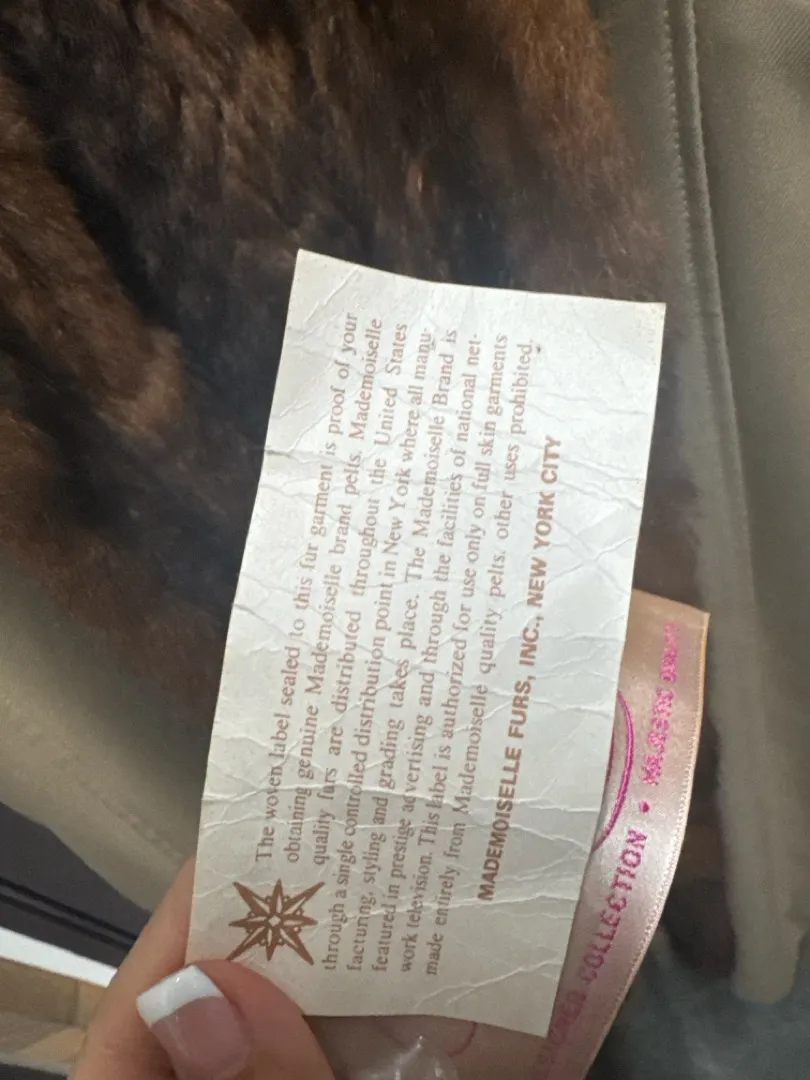 The woven label sealed to this fur garment is proof of your
obtaining genuine Mademoiselle brand pelts. Mademoiselle
quality furs are distributed throughout the United States
through a single controlled distribution point in New York where all manu-
facturing, styling and grading takes place. The Mademoiselle Brand is
featured in prestige advertising and through the facilities of national net-
work television. This label is authorized for use only on full skin garments
made entirely from Mademoiselle quality pelts, other uses prohibited.
MADEMOISELLE FURS, INC., NEW YORK CITY
COLLECTION • MAJESTIC